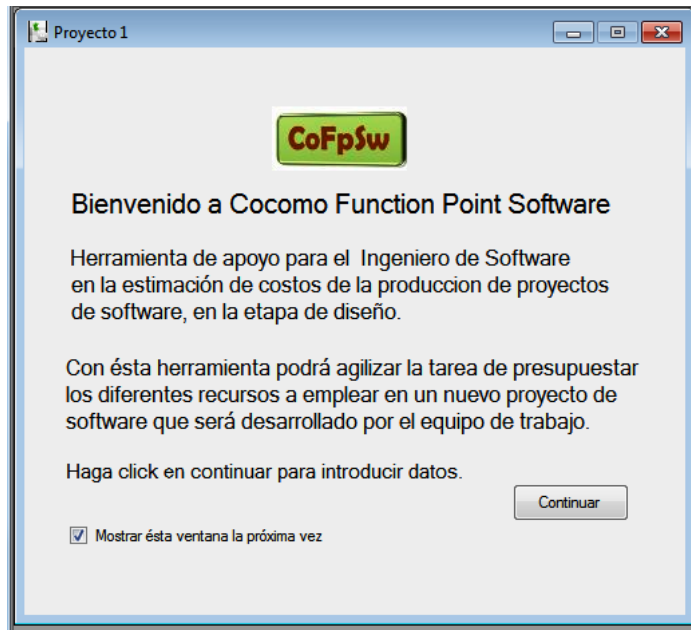 Proyecto 1
CoFpSw
Bienvenido a Cocomo Function Point Software
Herramienta de apoyo para el Ingeniero de Software
en la estimación de costos de la produccion de proyectos
de software, en la etapa de diseño.
Con ésta herramienta podrá agilizar la tarea de presupuestar
los diferentes recursos a emplear en un nuevo proyecto de
software que será desarrollado por el equipo de trabajo.
Haga click en continuar para introducir datos.
Continuar
Mostrar ésta ventana la próxima vez